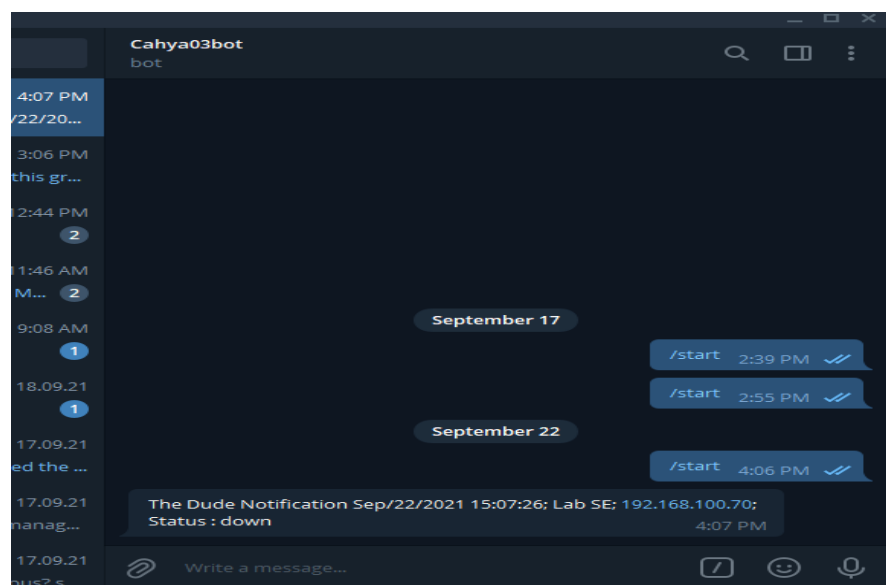 4:07 PM
/22/20...
3:06 PM
this gr...
12:44 PM
2
11:46 AM
M... 2
9:08 AM
1
18.09.21
1
17.09.21
ed the ...
17.09.21
manag...
17.09.21
Cahya03bot
bot
September 17
/start 2:39 PM
/start 2:55 PM
September 22
/start 4:06 PM
The Dude Notification Sep/22/2021 15:07:26; Lab SE; 192.168.100.70;
Status : down 4:07 PM
Write a message...